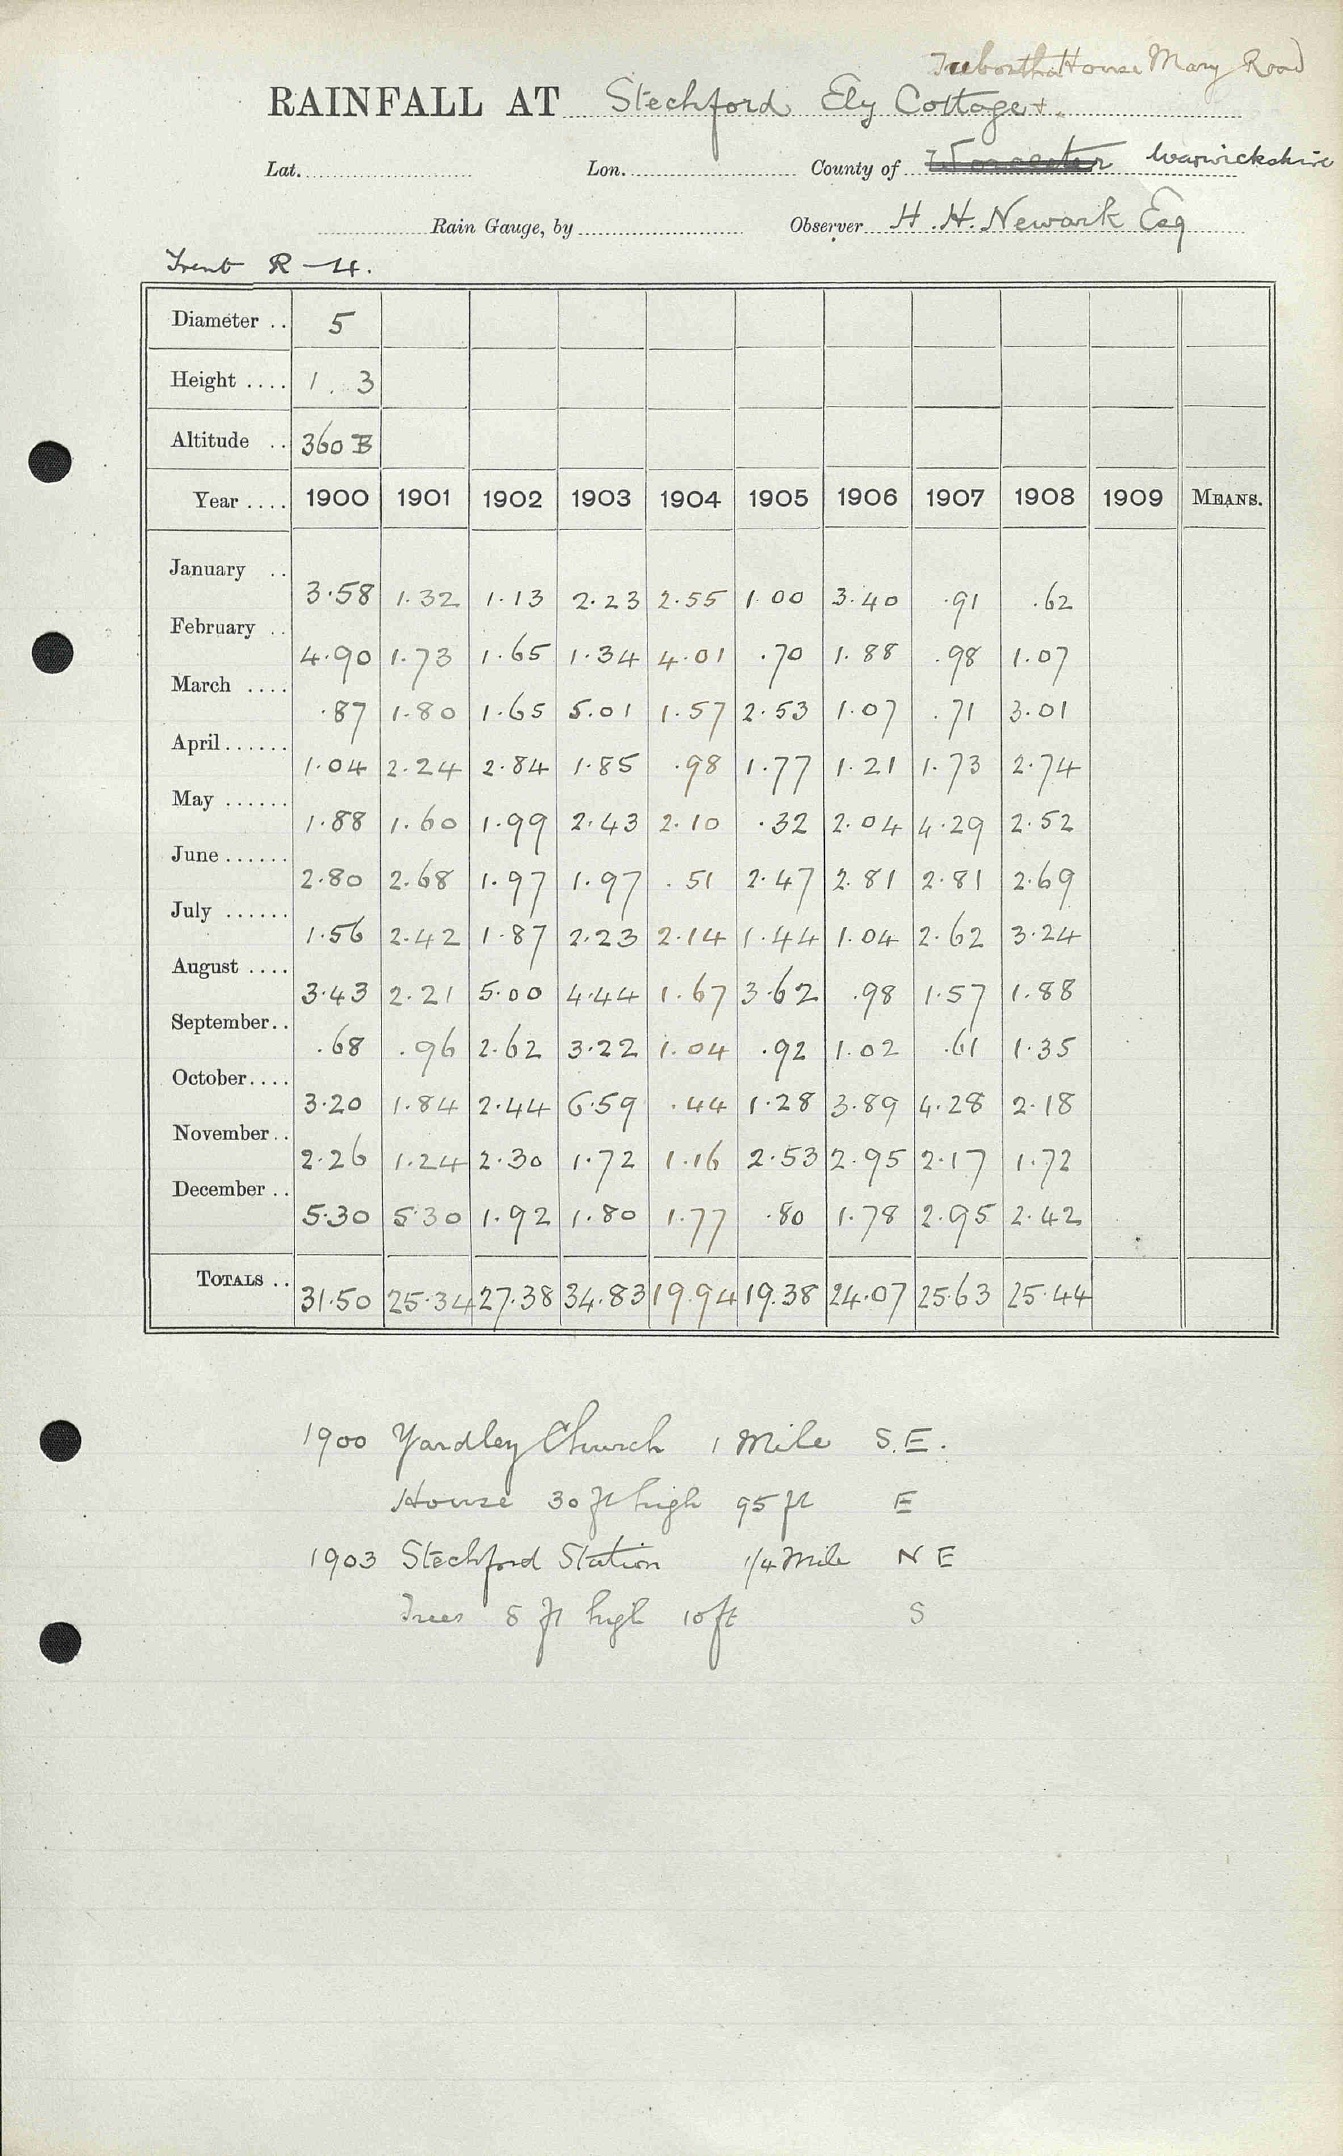 House Mary Road
RAINFALL AT Stechford Ely Cottage +
Lat. Lon. County of Worcester Warwickshire
Rain Gauge, by Observer H. H. Newark Esq
Trent R - 4.
Diameter .. 5
Height .... 1 . 3
Altitude .. 360 B
Year .... 1900 1901 1902 1903 1904 1905 1906 1907 1908 1909 MEANS.
January .. 3.58 1.32 1.13 2.23 2.55 1.00 3.40 .91 .62
February .. 4.90 1.73 1.65 1.34 4.01 .70 1.88 .98 1.07
March .... .87 1.80 1.65 5.01 1.57 2.53 1.07 .71 3.01
April...... 1.04 2.24 2.84 1.85 .98 1.77 1.21 1.73 2.74
May ...... 1.88 1.60 1.99 2.43 2.10 .32 2.04 4.29 2.52
June...... 2.80 2.68 1.97 1.97 .51 2.47 2.81 2.81 2.69
July ...... 1.56 2.42 1.87 2.23 2.14 1.44 1.04 2.62 3.24
August .... 3.43 2.21 5.00 4.44 1.67 3.62 .98 1.57 1.88
September.. .68 .96 2.62 3.22 1.04 .92 1.02 .61 1.35
October.... 3.20 1.84 2.44 6.59 .44 1.28 3.89 4.28 2.18
November.. 2.26 1.24 2.30 1.72 1.16 2.53 2.95 2.17 1.72
December .. 5.30 5.30 1.92 1.80 1.77 .80 1.78 2.95 2.42
TOTALS .. 31.50 25.34 27.38 34.83 19.94 19.38 24.07 25.63 25.44
1900 Yardley Church 1 Mile S.E.
House 30 ft high 95 ft E
1903 Stechford Station 1/4 Mile N E
Trees 8 ft high 10 ft S